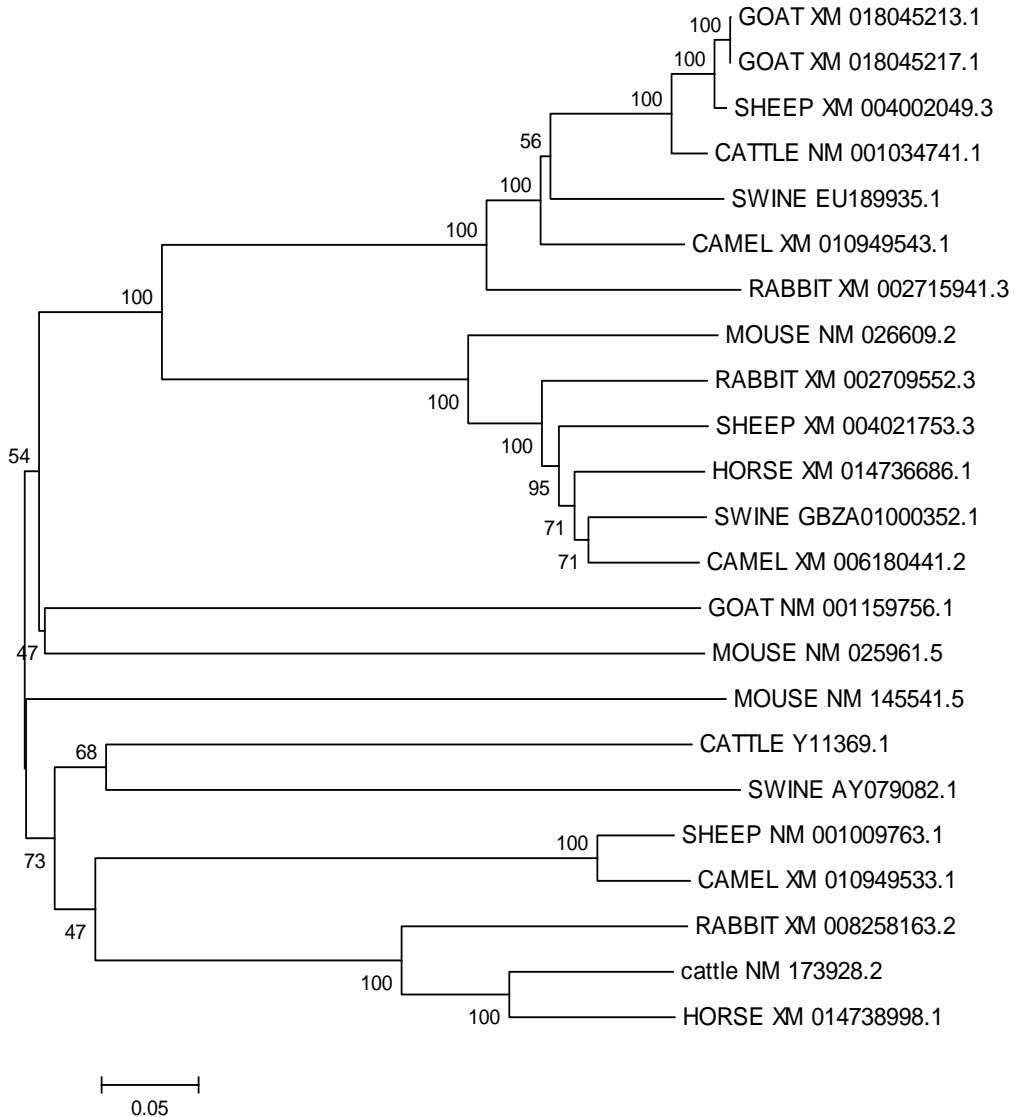 GOAT XM 018045213.1
100
GOAT XM 018045217.1
100
100
SHEEP XM 004002049.3
56
CATTLE NM 001034741.1
100
SWINE EU189935.1
100
CAMEL XM 010949543.1
RABBIT XM 002715941.3
100
MOUSE NM 026609.2
RABBIT XM 002709552.3
100
SHEEP XM 004021753.3
100
54
HORSE XM 014736686.1
95
SWINE GBZA01000352.1
71
CAMEL XM 006180441.2
71
GOAT NM 001159756.1
47
MOUSE NM 025961.5
MOUSE NM 145541.5
CATTLE Y11369.1
68
SWINE AY079082.1
SHEEP NM 001009763.1
100
73
CAMEL XM 010949533.1
RABBIT XM 008258163.2
47
cattle NM 173928.2
100
HORSE XM 014738998.1
100
0.05